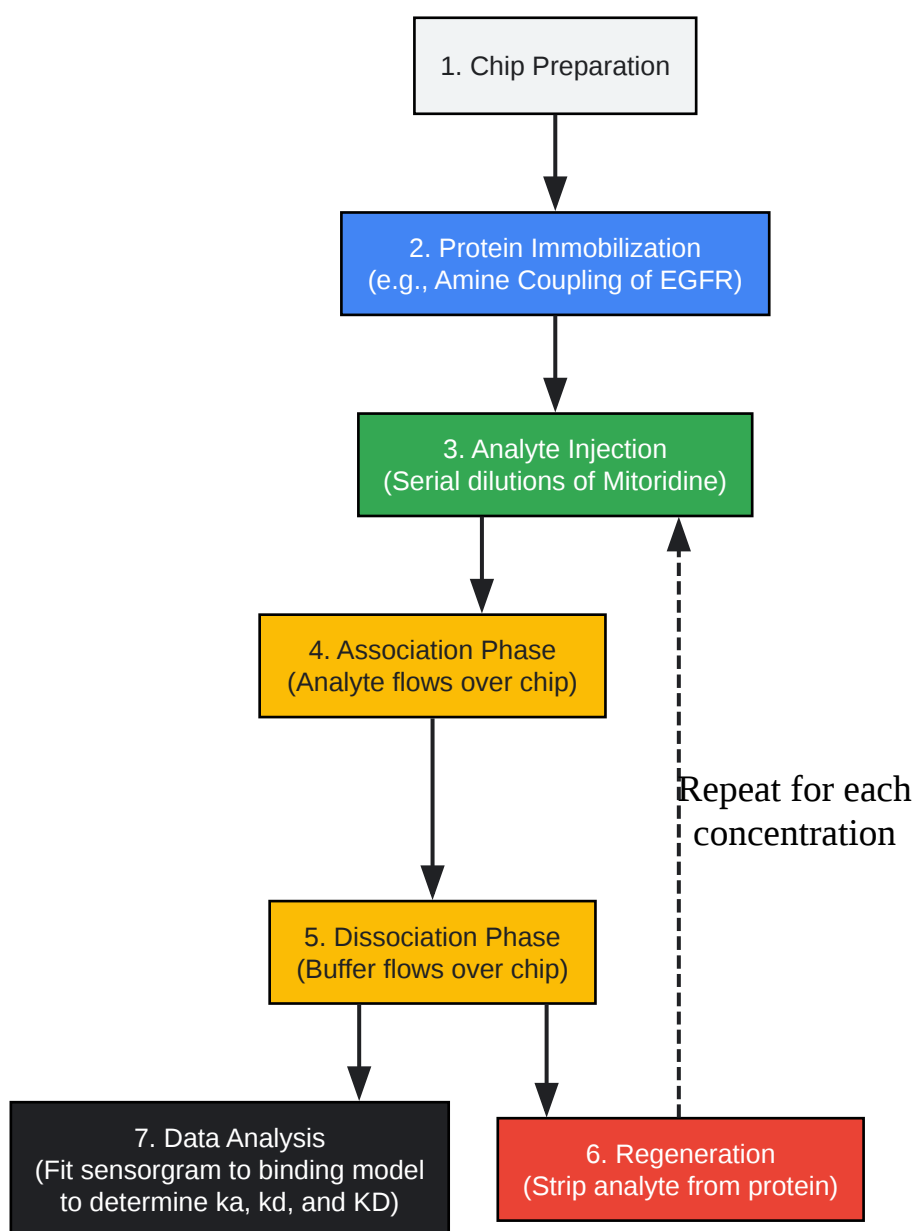 1. Chip Preparation
2. Protein Immobilization
(e.g., Amine Coupling of EGFR)
3. Analyte Injection
(Serial dilutions of Mitoridine)
4. Association Phase
(Analyte flows over chip)
Repeat for each
concentration
5. Dissociation Phase
(Buffer flows over chip)
7. Data Analysis
(Fit sensorgram to binding model
to determine ka, kd, and KD)
6. Regeneration
(Strip analyte from protein)